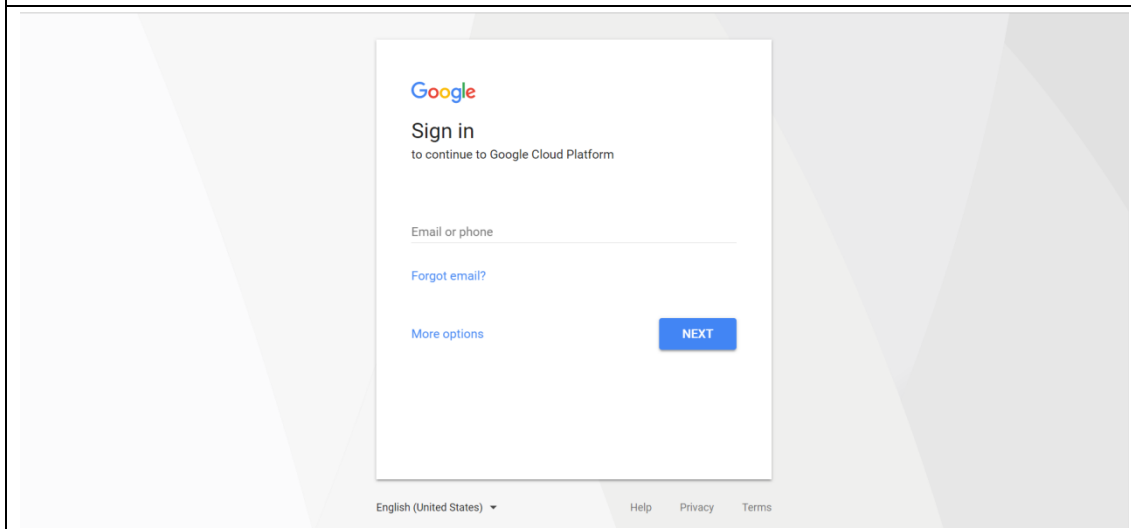 Google
Sign in
to continue to Google Cloud Platform
Email or phone
Forgot email?
More options NEXT
English (United States) Help Privacy Terms